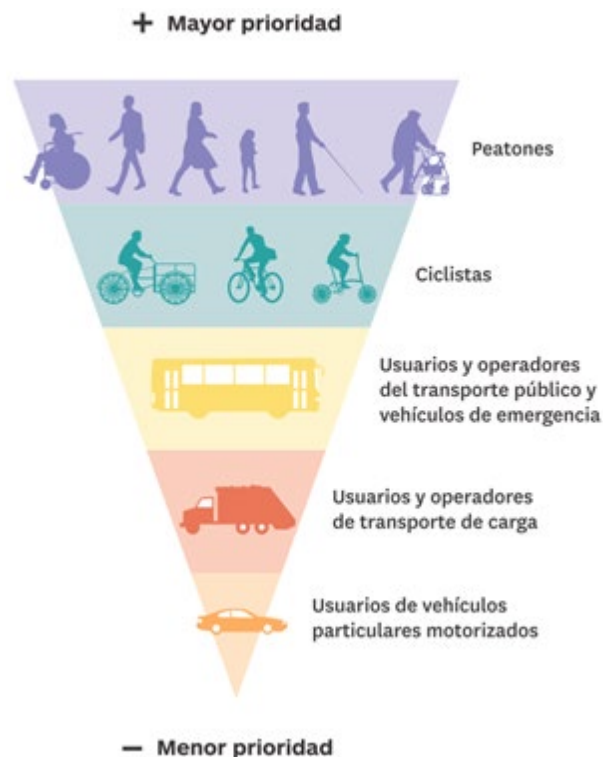 + Mayor prioridad
Peatones
Ciclistas
Usuarios y operadores
del transporte público y
vehículos de emergencia
Usuarios y operadores
de transporte de carga
Usuarios de vehículos
particulares motorizados
− Menor prioridad